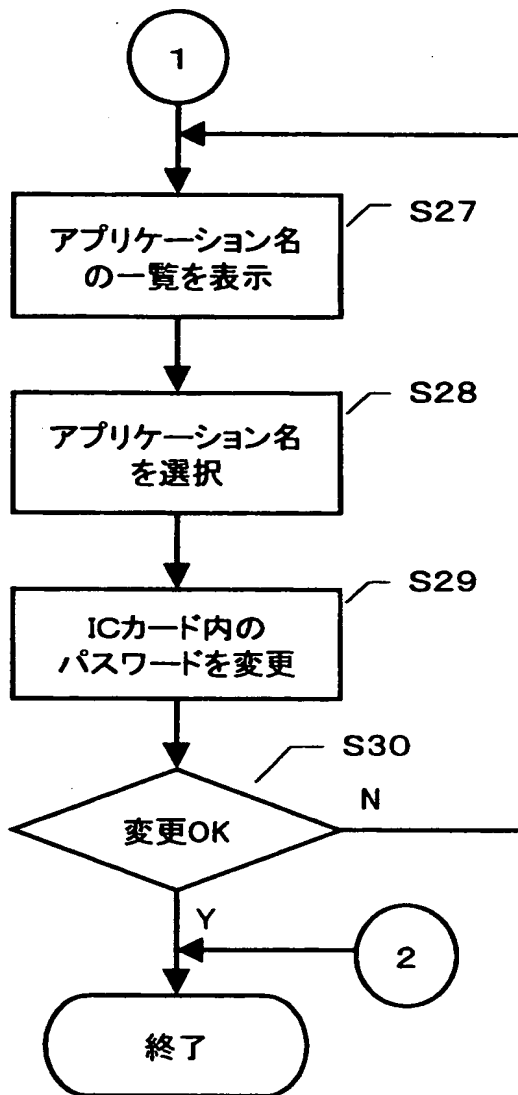 1
S27
アプリケーション名
の一覧を表示
S28
アプリケーション名
を選択
S29
ICカード内の
パスワードを変更
S30
変更OK
N
Y
2
終了